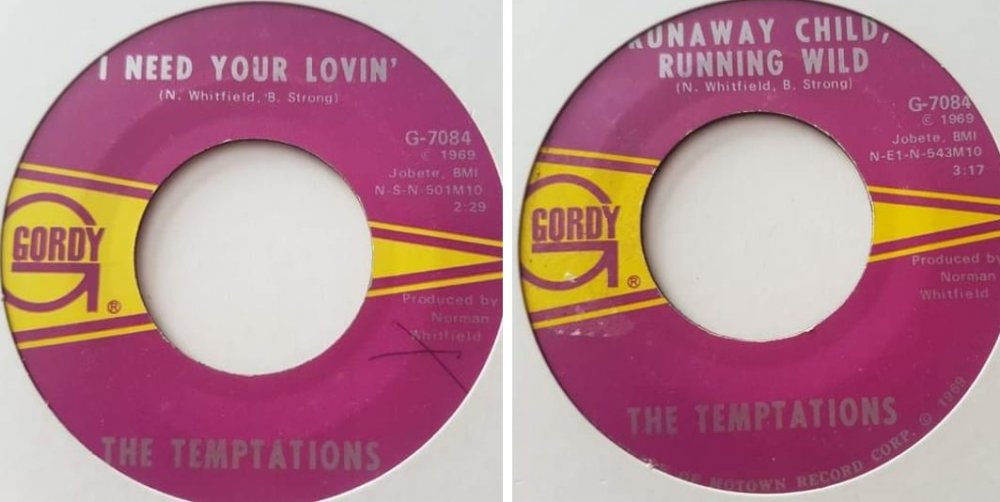 I NEED YOUR LOVIN'
(N. Whitfield, B. Strong)
G-7084
© 1969
Jobete, BMI
N-S-N-501M10
2:29
GORDY
®
Produced by
Norman
Whitfield
THE TEMPTATIONS
RUNAWAY CHILD,
RUNNING WILD
(N. Whitfield, B. Strong)
G-7084
© 1969
Jobete, BMI
N-E1-N-543M10
3:17
GORDY
®
Produced by
Norman
Whitfield
THE TEMPTATIONS
OF MOTOWN RECORD CORP. © 1969